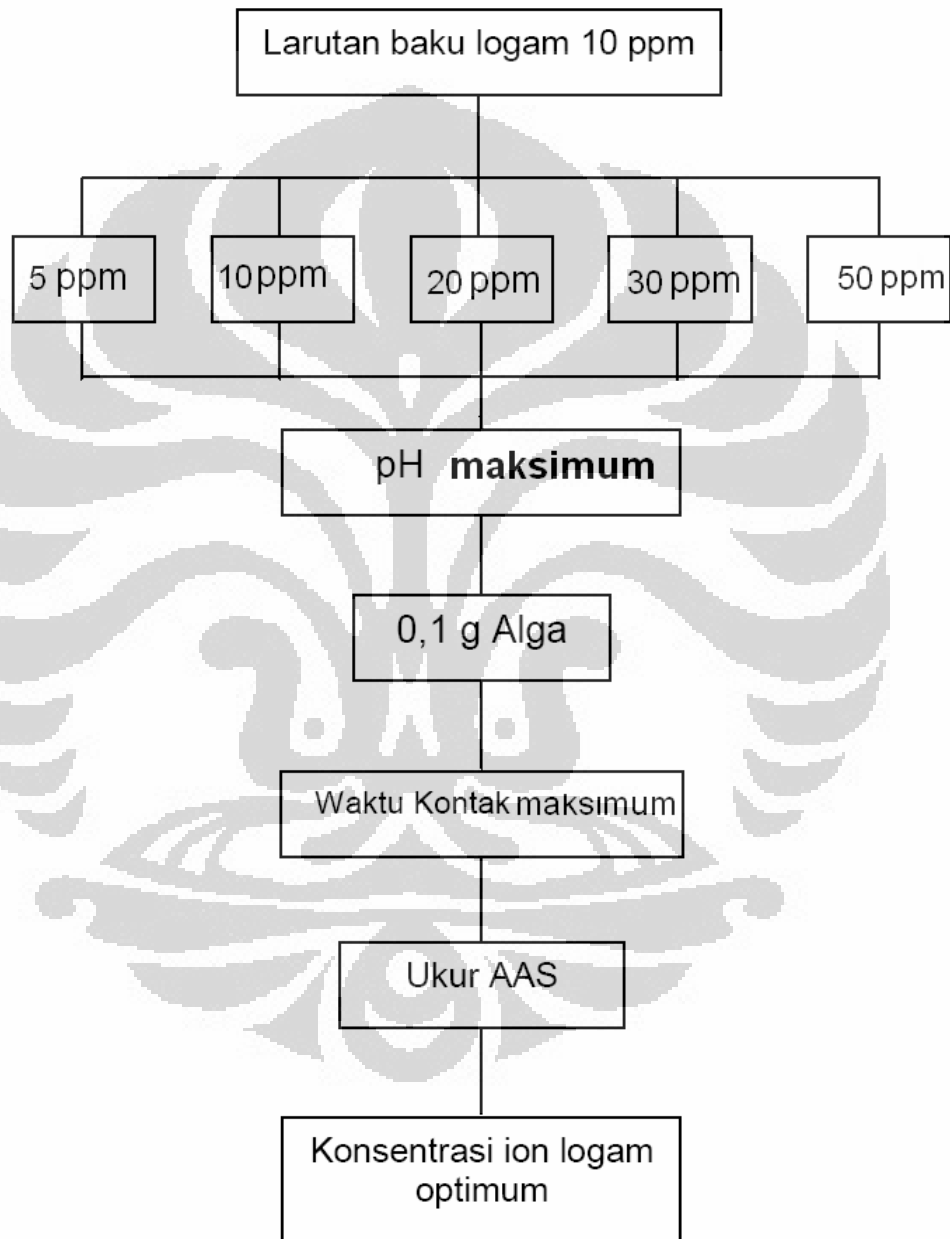 Larutan baku logam 10 ppm
5 ppm
10 ppm
20 ppm
30 ppm
50 ppm
pH maksimum
0,1 g Alga
Waktu Kontak maksimum
Ukur AAS
Konsentrasi ion logam
optimum